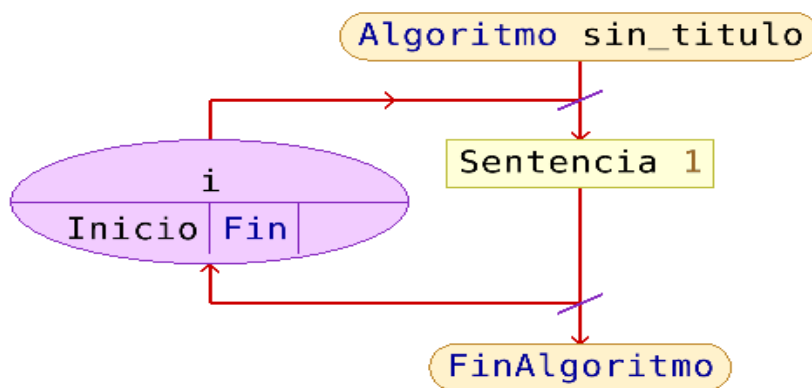 Algoritmo sin_titulo
Sentencia 1
i
Inicio Fin
FinAlgoritmo